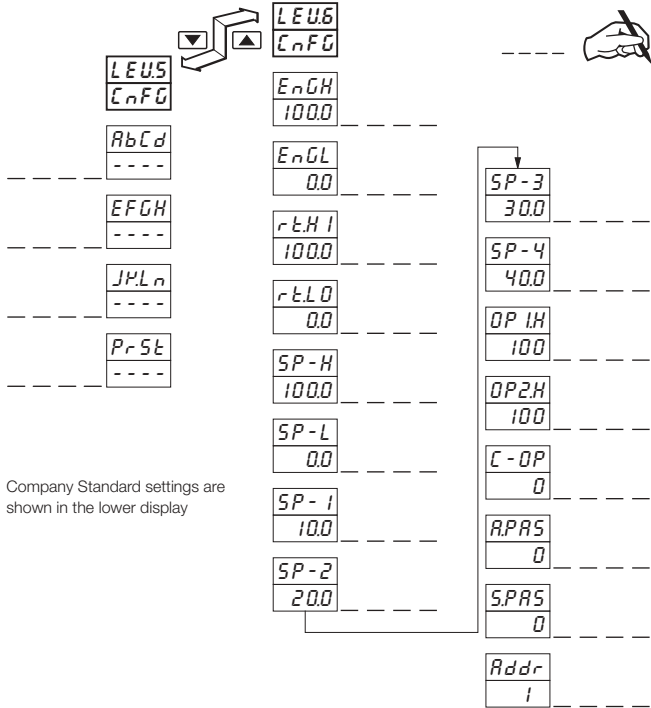 LEV.5
CnFG
AbCd
- - - -
EFGH
- - - -
JK.Ln
- - - -
PrSt
- - - -
Company Standard settings are
shown in the lower display
LEV.6
CnFG
EnGH
100.0
EnGL
0.0
rt.HI
100.0
rt.LO
0.0
SP-H
100.0
SP-L
0.0
SP-1
10.0
SP-2
20.0
SP-3
30.0
SP-4
40.0
OP1.H
100
OP2.H
100
C-OP
0
A.PAS
0
S.PAS
0
Addr
1